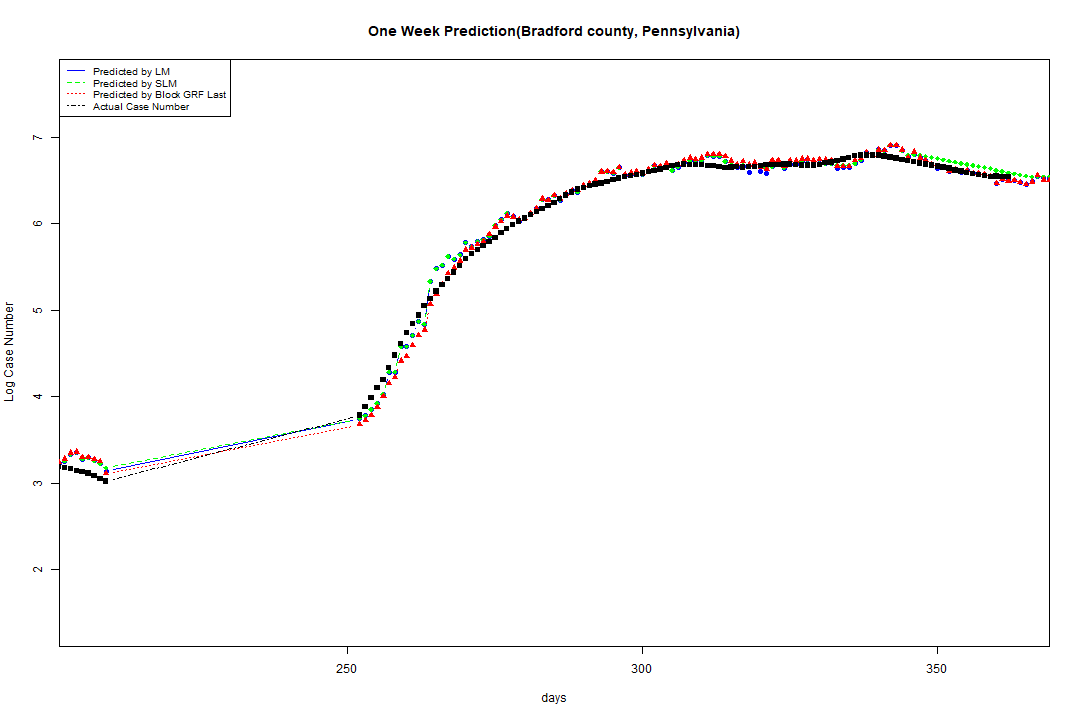 One Week Prediction(Bradford county, Pennsylvania)
Predicted by LM
Predicted by SLM
Predicted by Block GRF Last
Actual Case Number
7
6
5
4
3
2
Log Case Number
250
300
350
days